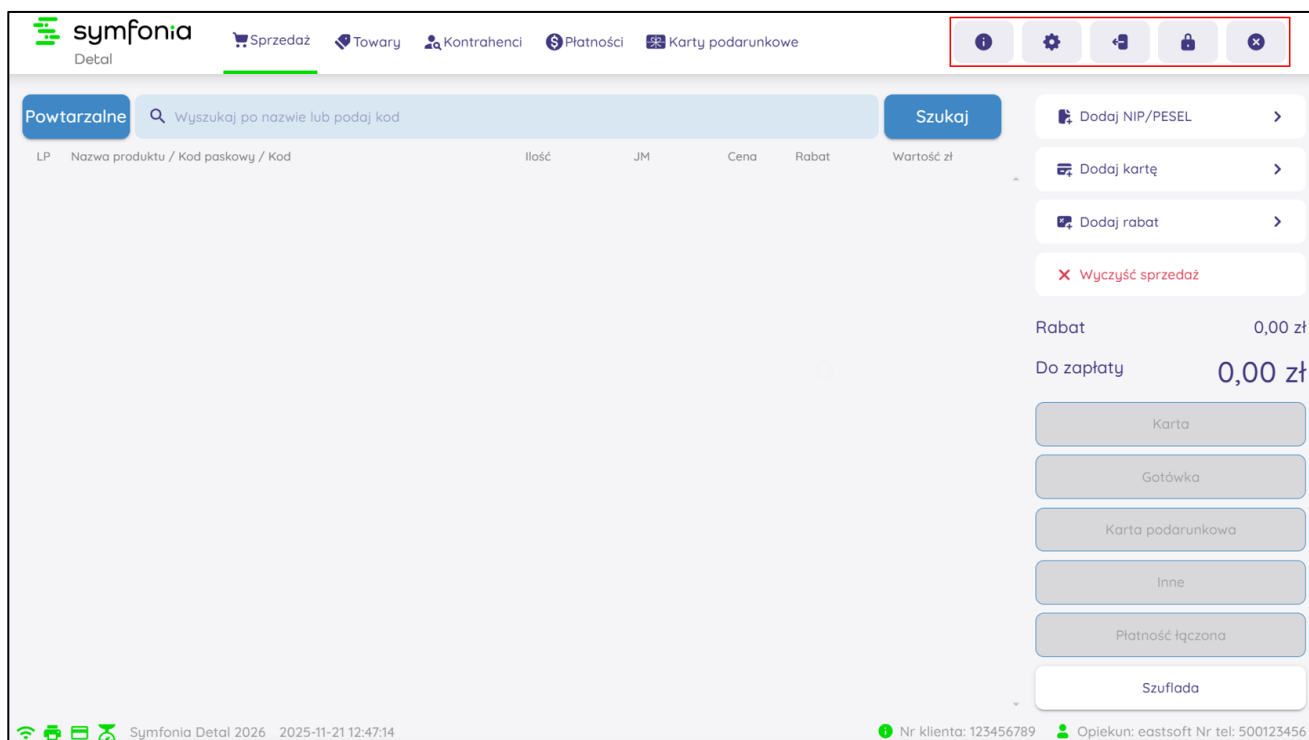 symfonia
Detal
Sprzedaż Towary Kontrahenci Płatności Karty podarunkowe
Powtarzalne Wyszukaj po nazwie lub podaj kod Szukaj
LP Nazwa produktu / Kod paskowy / Kod Ilość JM Cena Rabat Wartość zł
Dodaj NIP/PESEL
Dodaj kartę
Dodaj rabat
Wyczyść sprzedaż
Rabat 0,00 zł
Do zapłaty 0,00 zł
Karta
Gotówka
Karta podarunkowa
Inne
Płatność łączona
Szuflada
Symfonia Detal 2026 2025-11-21 12:47:14 Nr klienta: 123456789 Opiekun: eastsoft Nr tel: 500123456